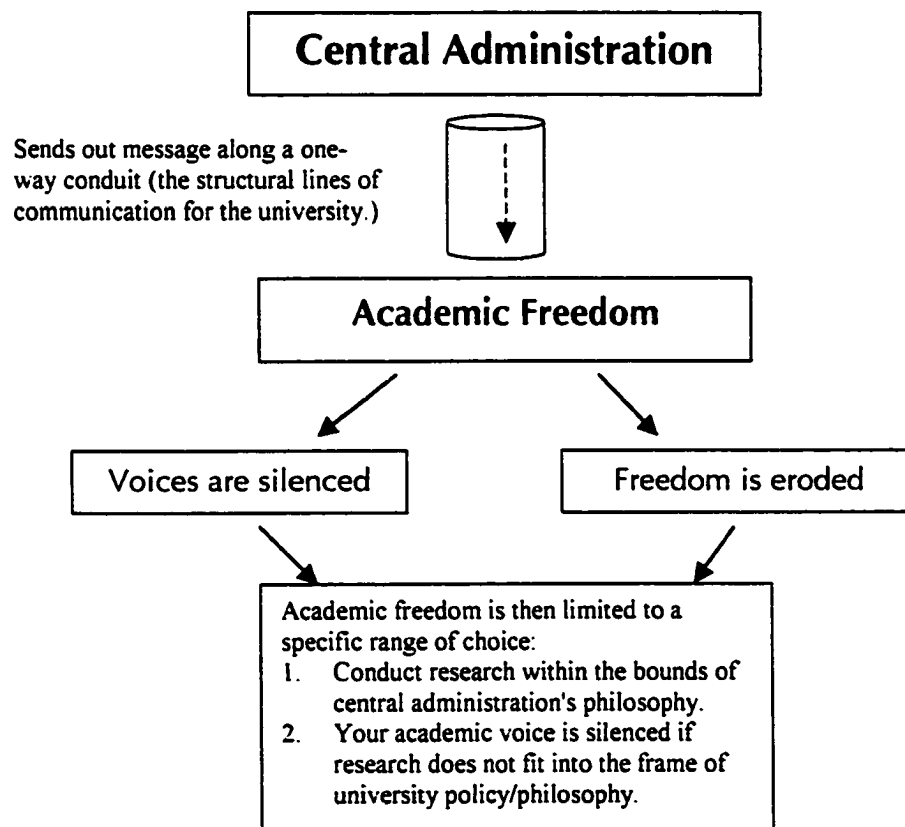 Central Administration
Sends out message along a one-
way conduit (the structural lines of
communication for the university.)
Academic Freedom
Voices are silenced
Freedom is eroded
Academic freedom is then limited to a
specific range of choice:
1. Conduct research within the bounds of
central administration's philosophy.
2. Your academic voice is silenced if
research does not fit into the frame of
university policy/philosophy.